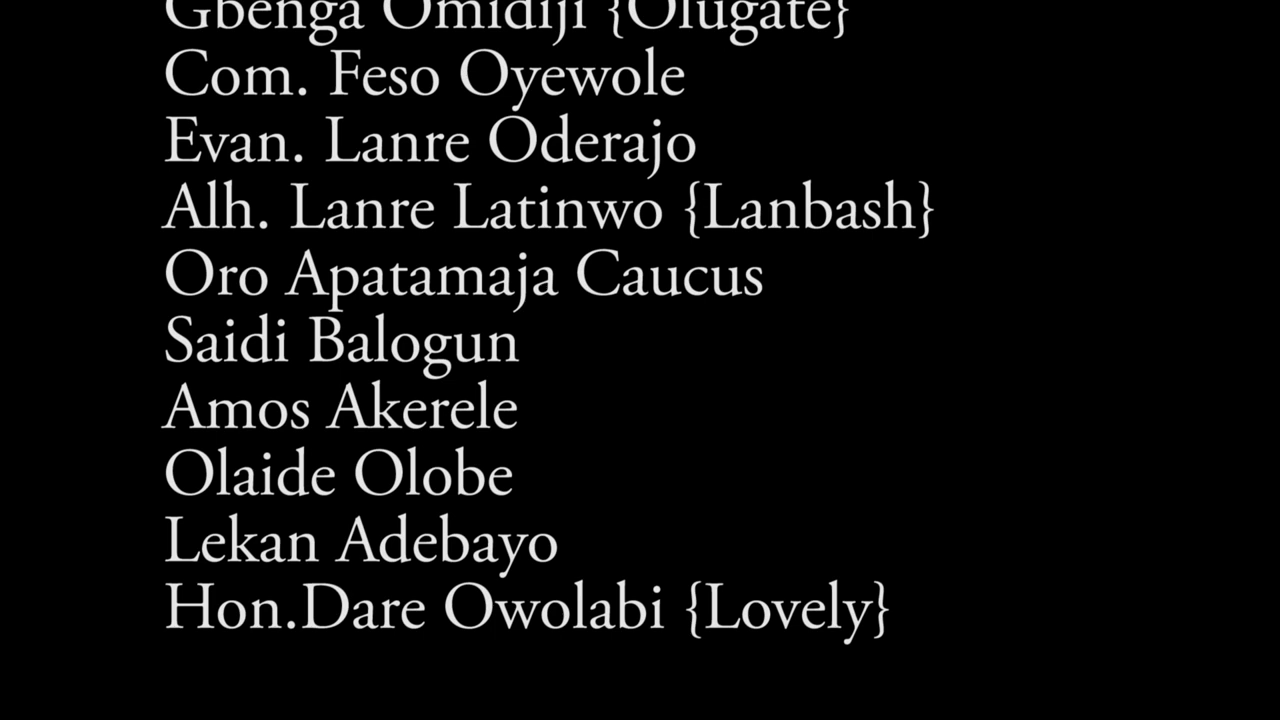 Gbenga Omidiji {Olugate}
Com. Feso Oyewole
Evan. Lanre Oderajo
Alh. Lanre Latinwo {Lanbash}
Oro Apatamaja Caucus
Saidi Balogun
Amos Akerele
Olaide Olobe
Lekan Adebayo
Hon.Dare Owolabi {Lovely}